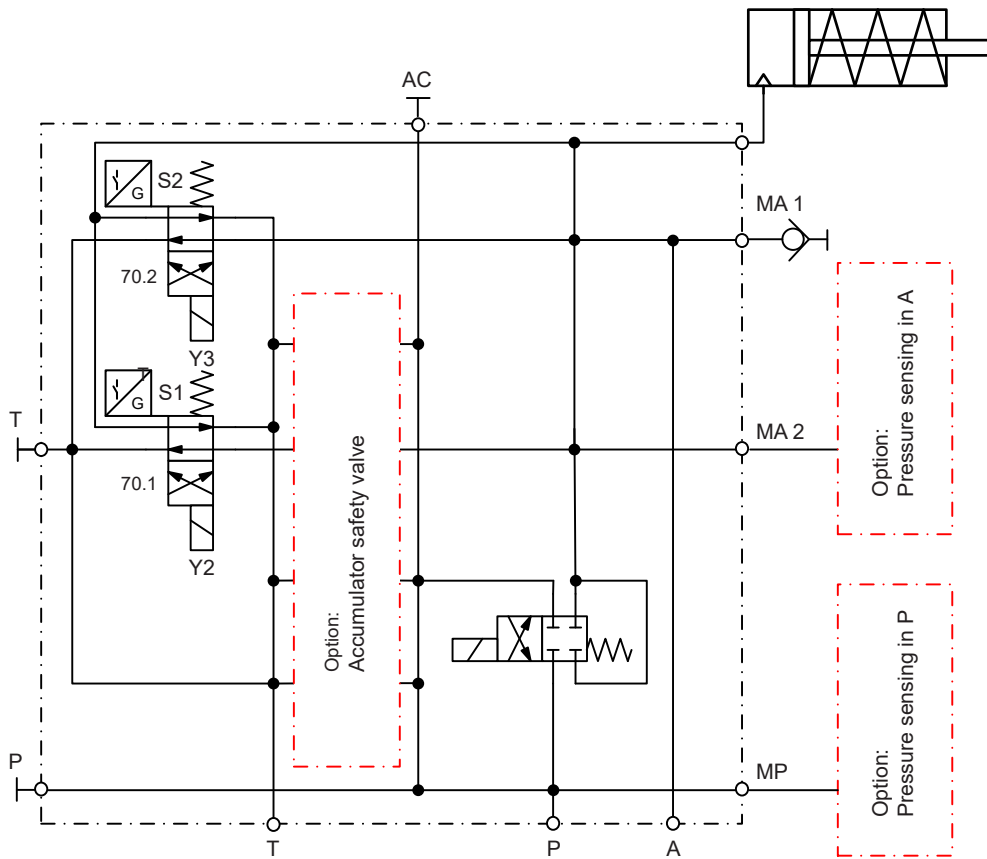 AC
S2
G
MA 1
70.2
Y3
T
S1
G
T
MA 2
70.1
Y2
Option:
Accumulator safety valve
Option:
Pressure sensing in A
Option:
Pressure sensing in P
P
MP
T
P
A